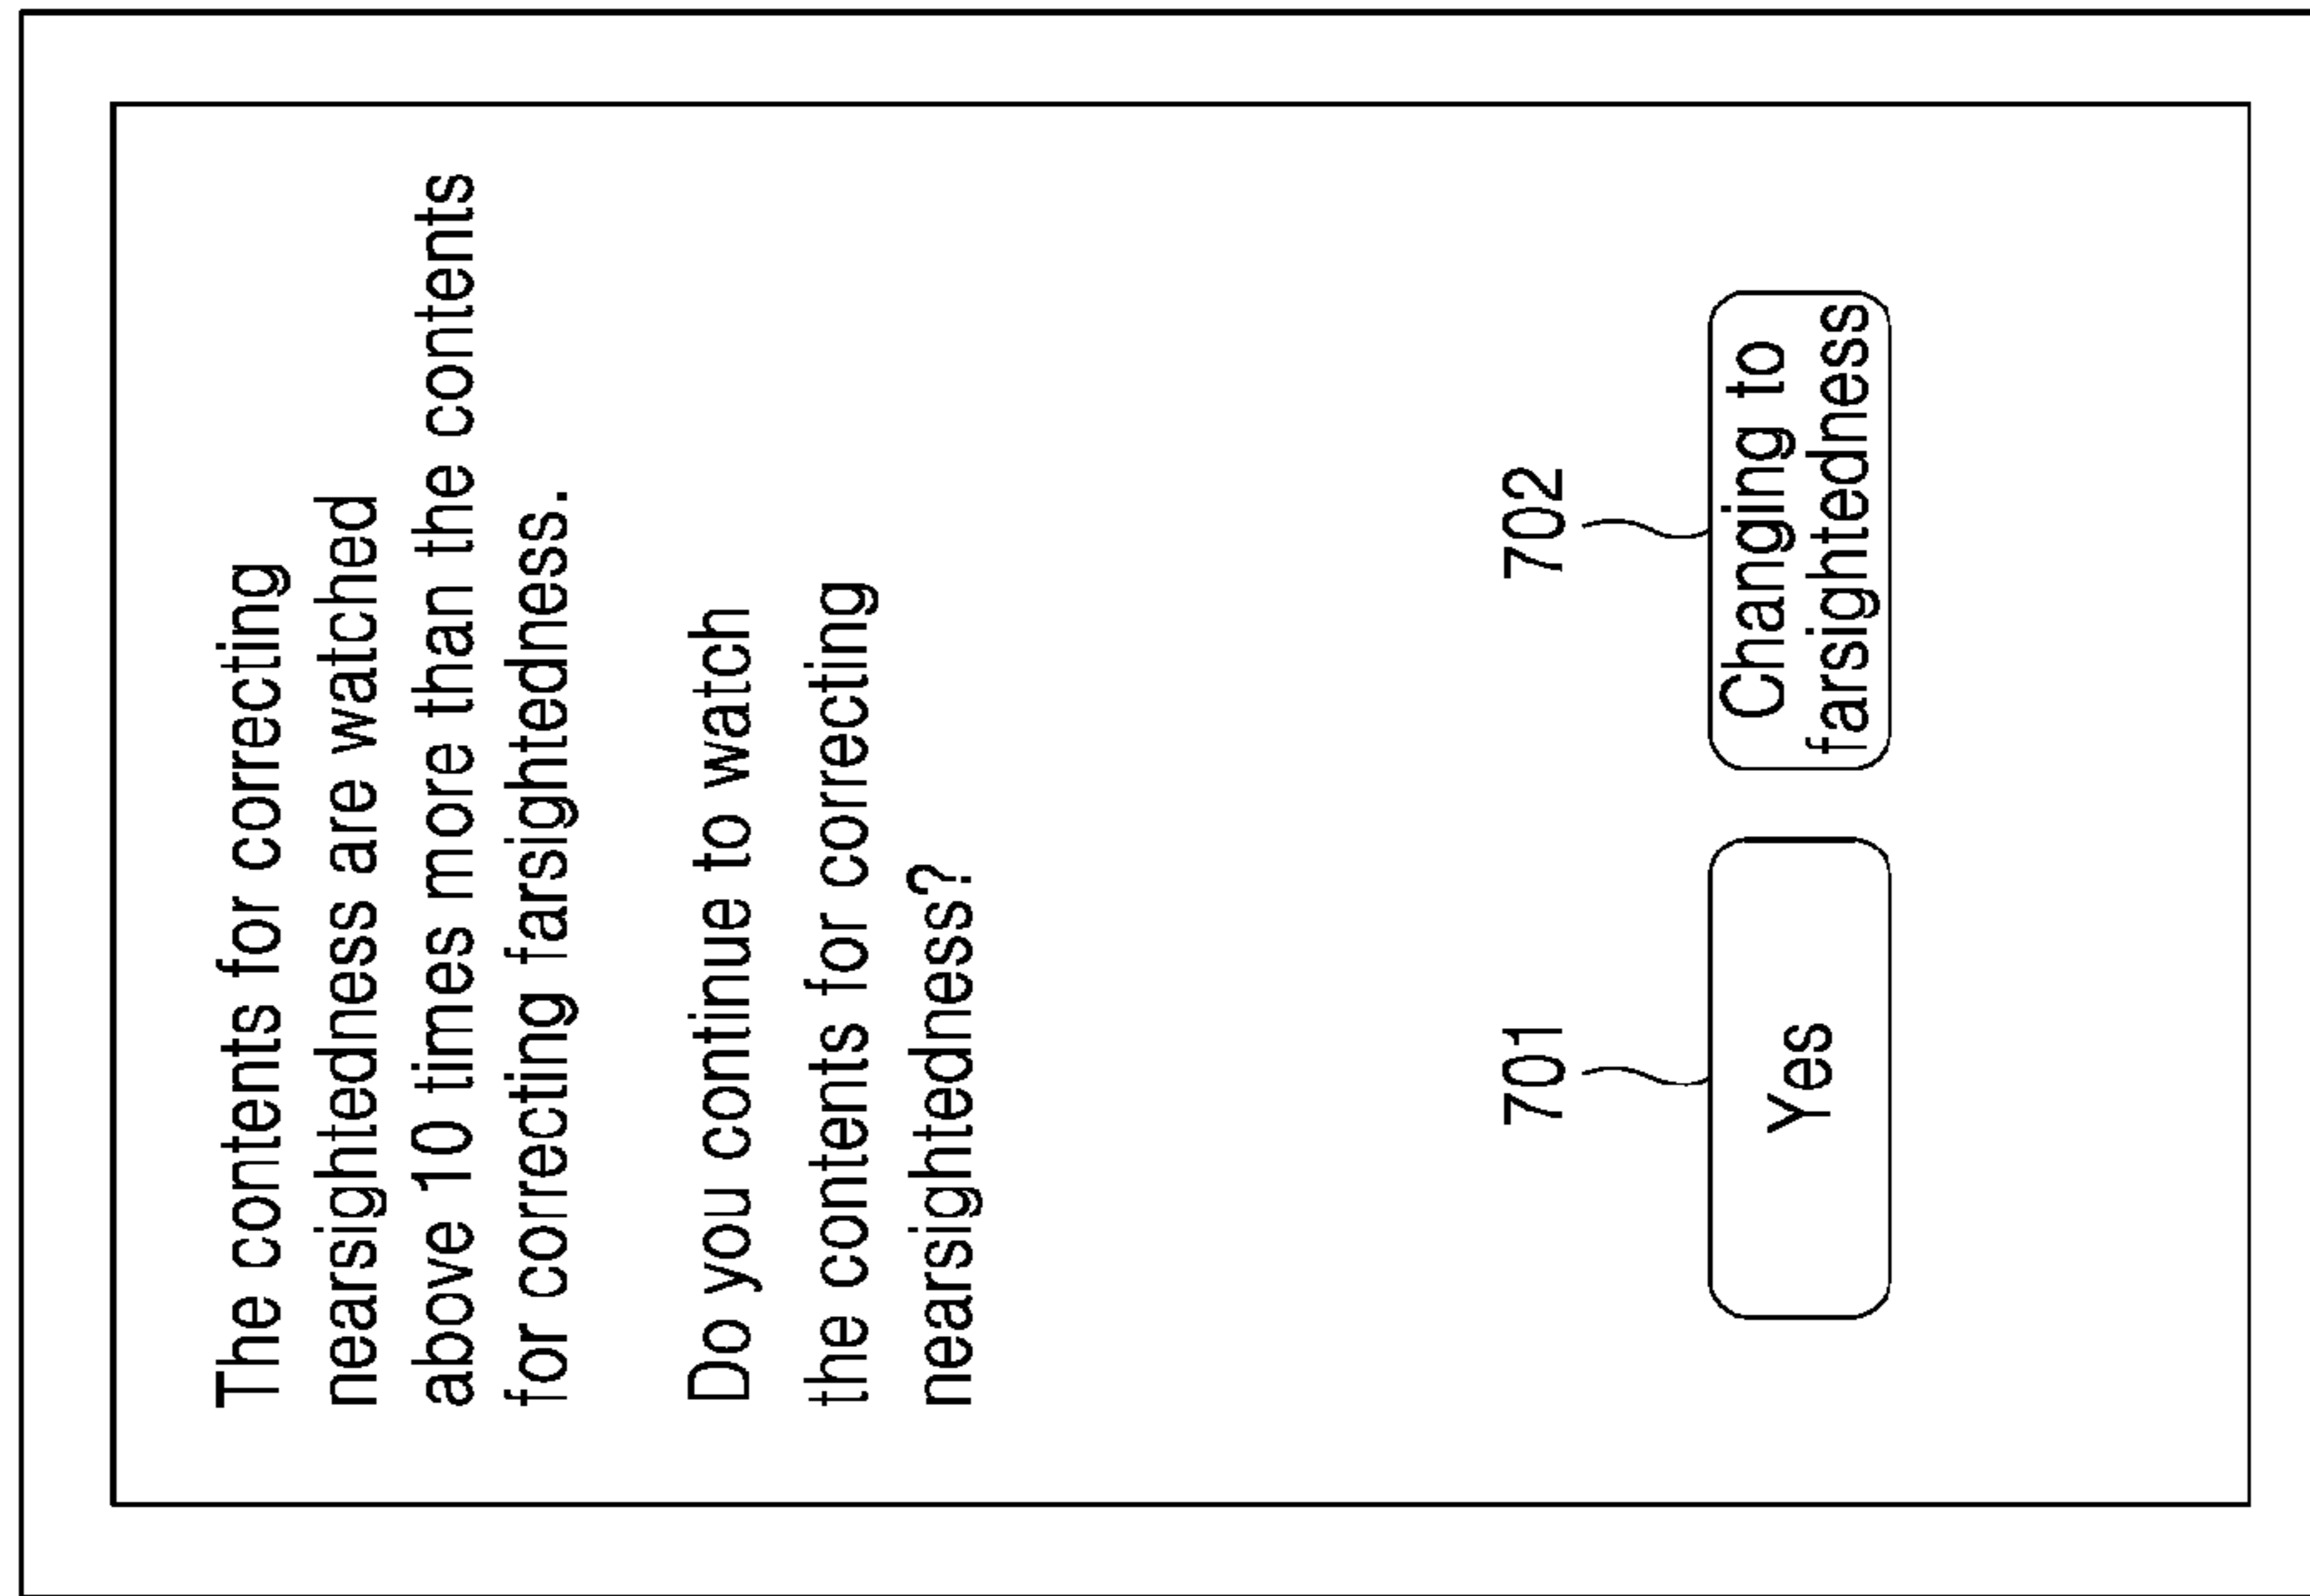 The contents for correcting
nearsightedness are watched
above 10 times more than the contents
for correcting farsightedness.
Do you continue to watch
the contents for correcting
nearsightedness?
701
702
Yes
Changing to
farsightedness